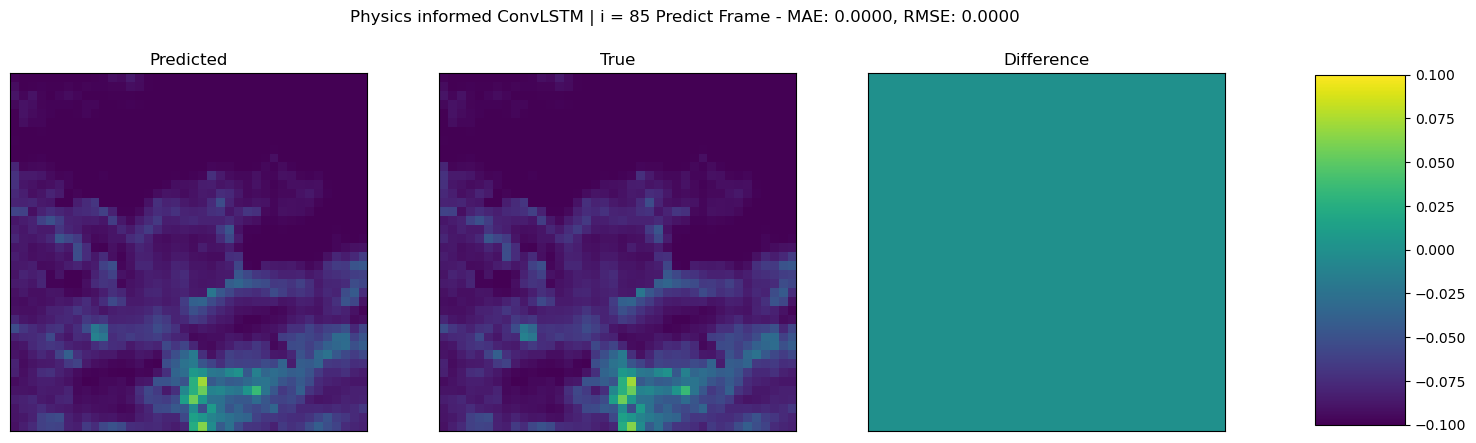 Physics informed ConvLSTM | i = 85 Predict Frame - MAE: 0.0000, RMSE: 0.0000
Predicted
True
Difference
0.100
0.075
0.050
0.025
0.000
−0.025
−0.050
−0.075
−0.100